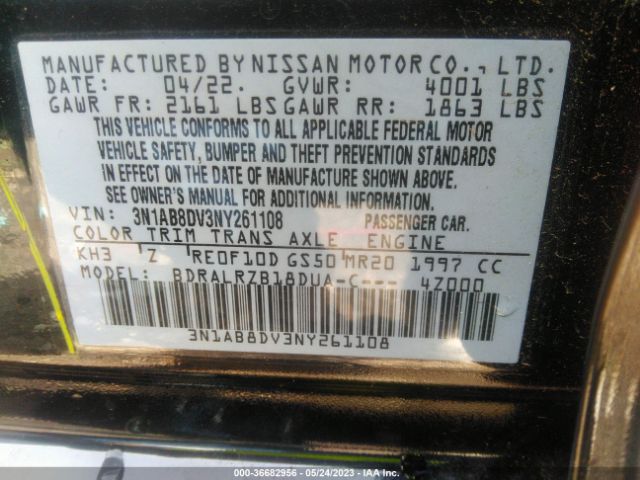 MANUFACTURED BY NISSAN MOTOR CO., LTD.
DATE: 04/22. GVWR: 4001 LBS
GAWR FR: 2161 LBS GAWR RR: 1863 LBS
THIS VEHICLE CONFORMS TO ALL APPLICABLE FEDERAL MOTOR
VEHICLE SAFETY, BUMPER AND THEFT PREVENTION STANDARDS
IN EFFECT ON THE DATE OF MANUFACTURE SHOWN ABOVE.
SEE OWNER'S MANUAL FOR ADDITIONAL INFORMATION.
VIN: 3N1AB8DV3NY261108 PASSENGER CAR.
COLOR TRIM TRANS AXLE ENGINE
KH3 Z RE0F10D GS50 MR20 1997 CC
MODEL: BDRALRZB18DUA-C--- 4Z000
3N1AB8DV3NY261108
000-36682956 - 05/24/2023 - IAA Inc.